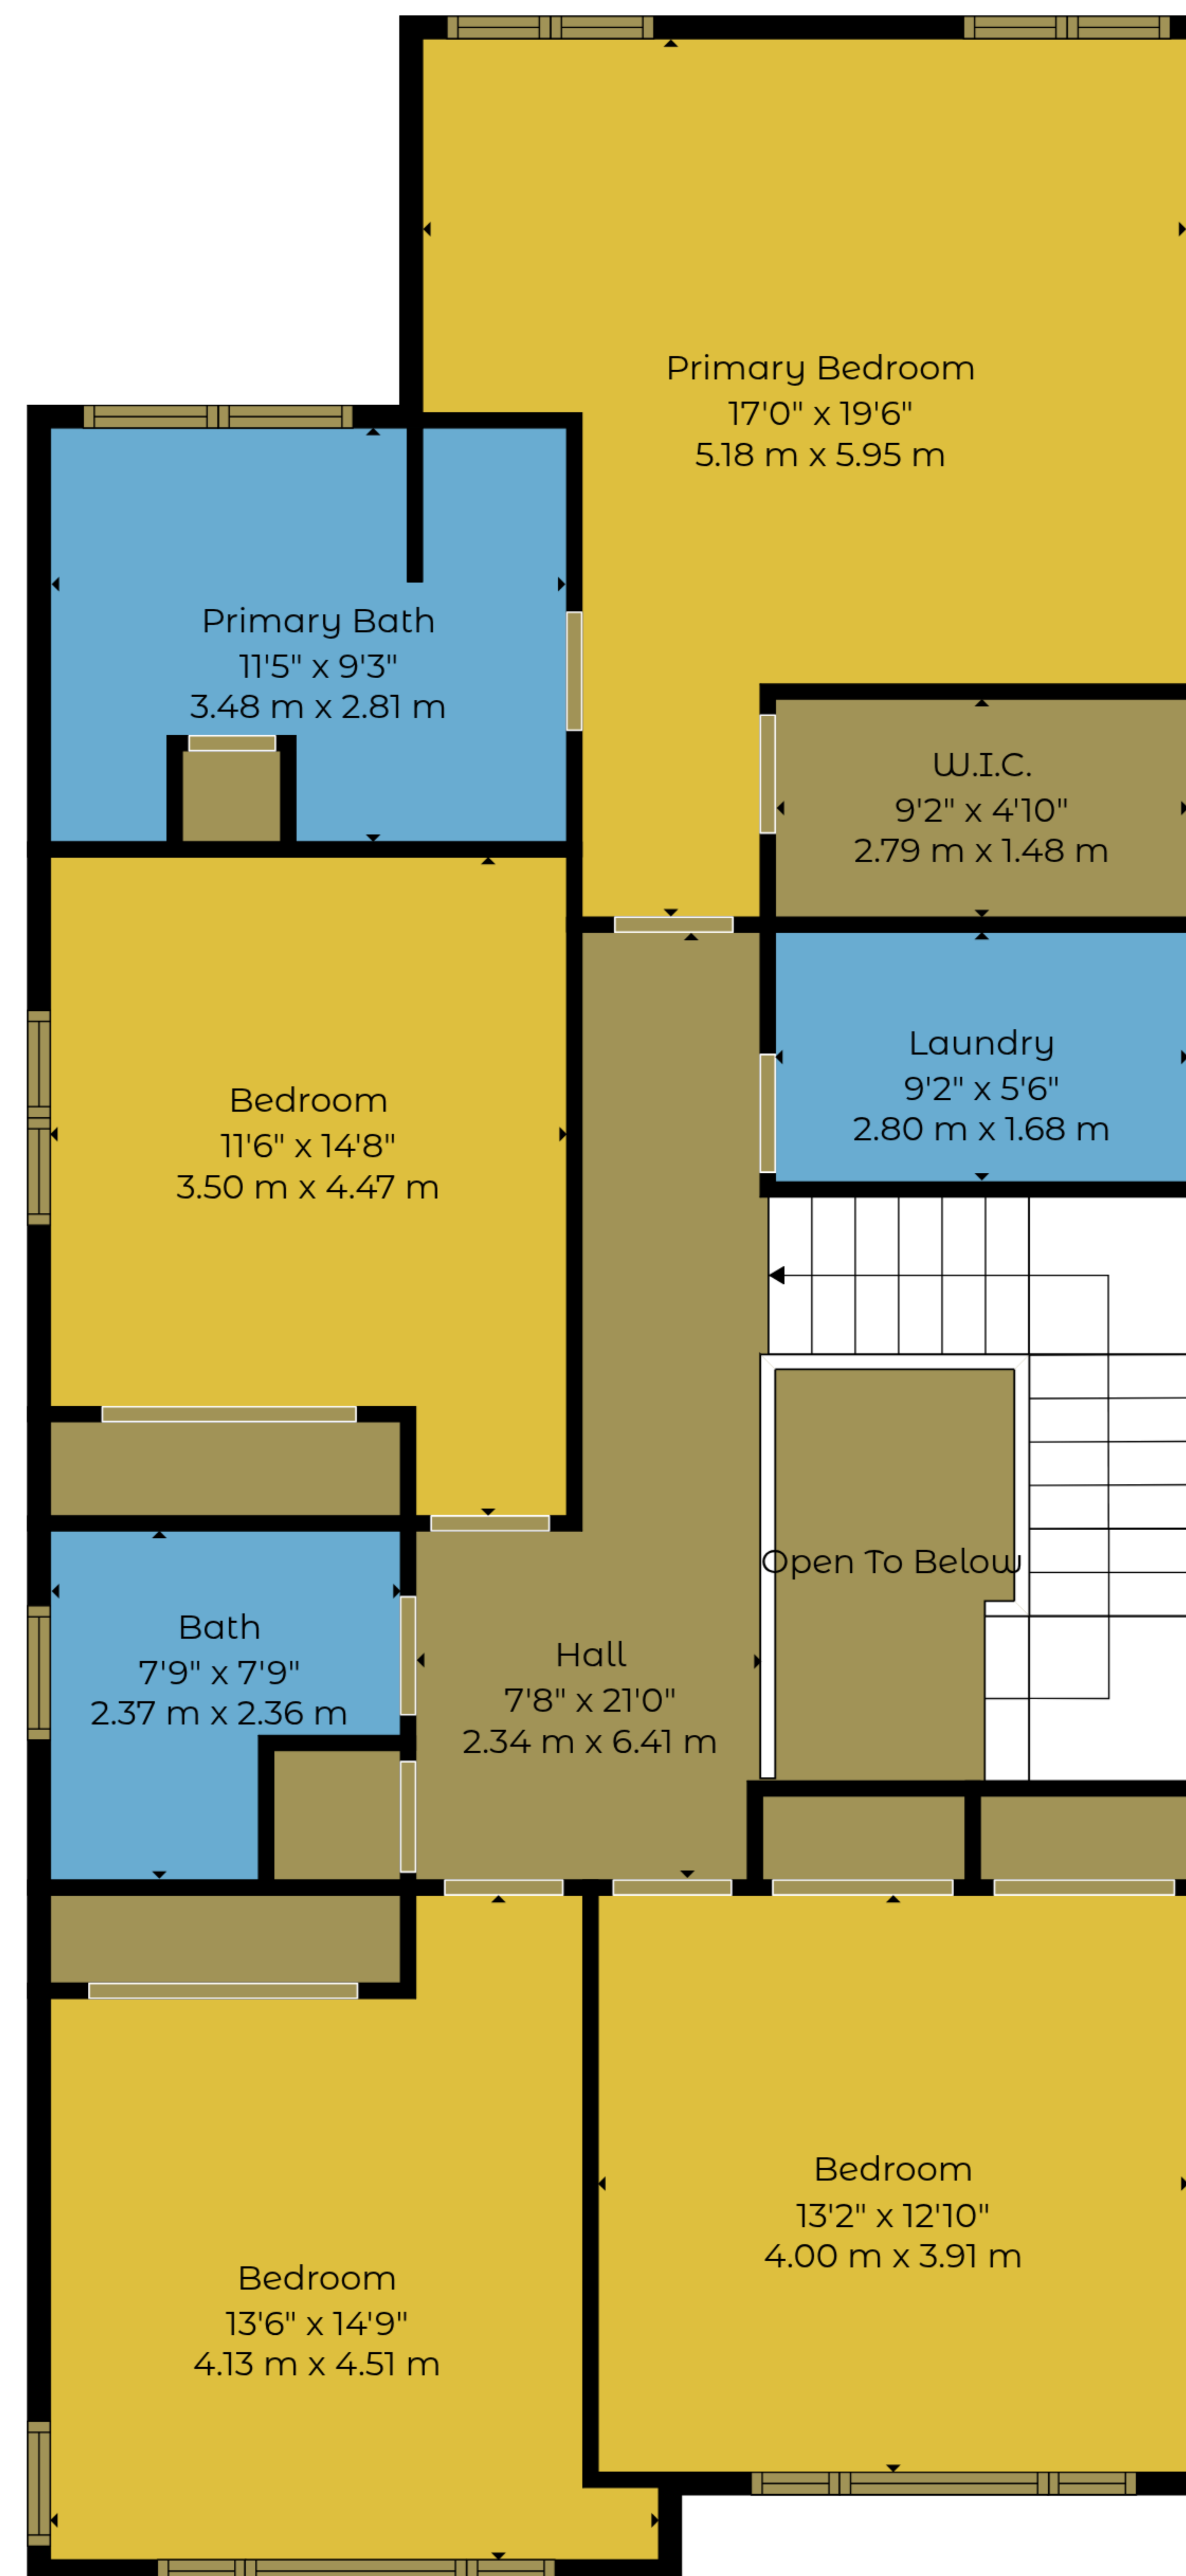 Primary Bedroom
17'0" x 19'6"
5.18 m x 5.95 m
Primary Bath
11'5" x 9'3"
3.48 m x 2.81 m
W.I.C.
9'2" x 4'10"
2.79 m x 1.48 m
Laundry
9'2" x 5'6"
2.80 m x 1.68 m
Bedroom
11'6" x 14'8"
3.50 m x 4.47 m
Open To Below
Bath
7'9" x 7'9"
2.37 m x 2.36 m
Hall
7'8" x 21'0"
2.34 m x 6.41 m
Bedroom
13'2" x 12'10"
4.00 m x 3.91 m
Bedroom
13'6" x 14'9"
4.13 m x 4.51 m